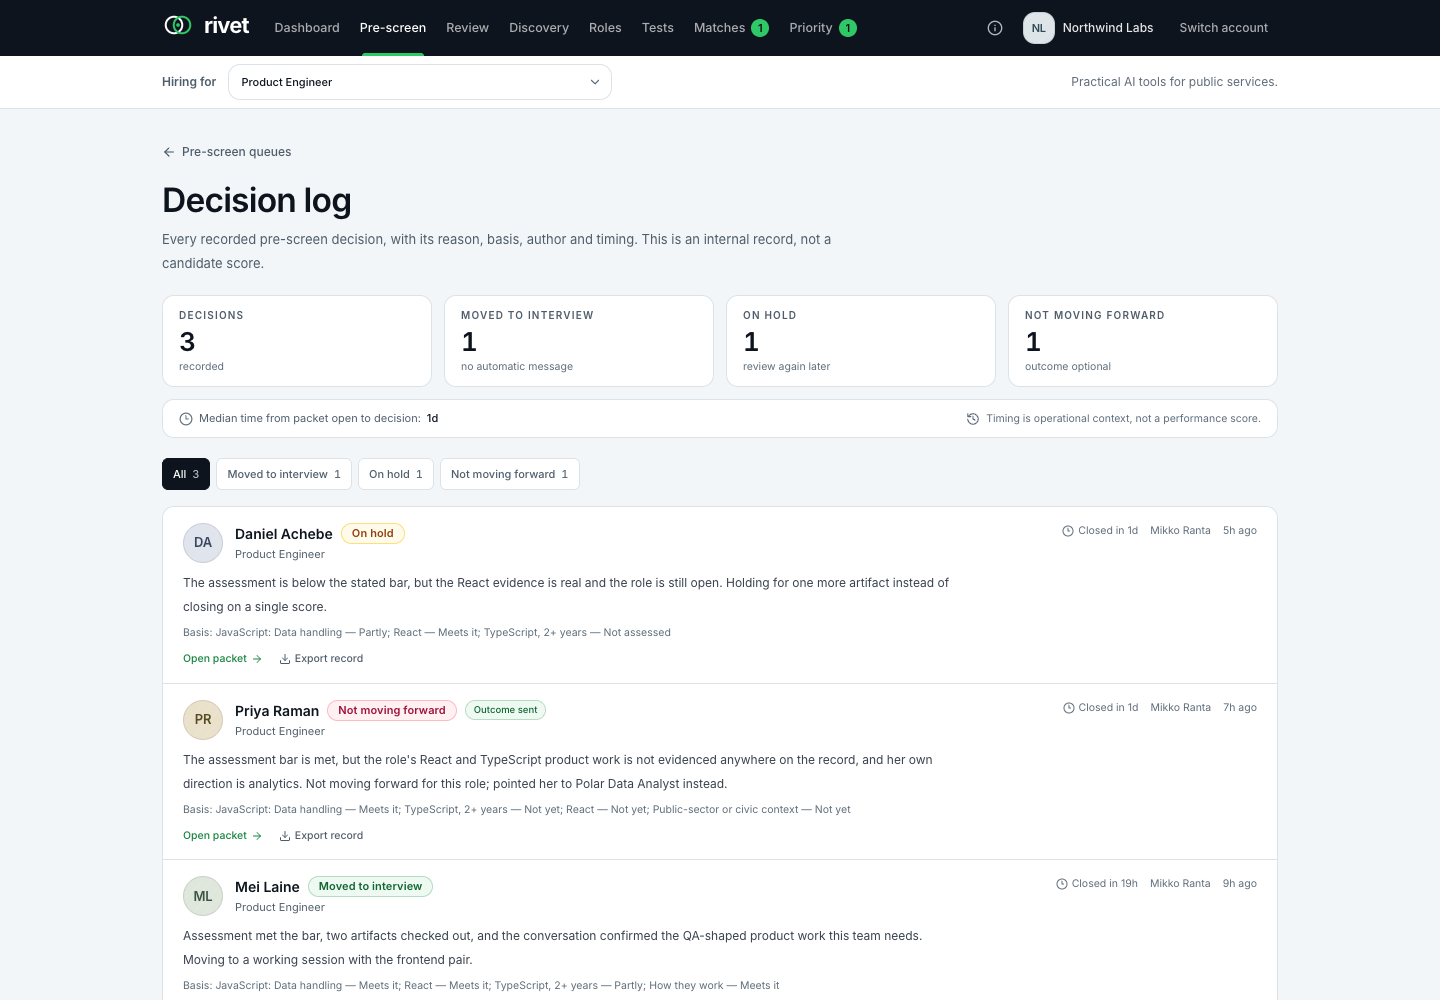 rivet
Dashboard Pre-screen Review Discovery Roles Tests Matches 1 Priority 1
NL Northwind Labs Switch account
Hiring for Product Engineer
Practical AI tools for public services.
Pre-screen queues
Decision log
Every recorded pre-screen decision, with its reason, basis, author and timing. This is an internal record, not a
candidate score.
DECISIONS
3
recorded
MOVED TO INTERVIEW
1
no automatic message
ON HOLD
1
review again later
NOT MOVING FORWARD
1
outcome optional
Median time from packet open to decision: 1d
Timing is operational context, not a performance score.
All 3 Moved to interview 1 On hold 1 Not moving forward 1
DA Daniel Achebe On hold
Product Engineer
Closed in 1d Mikko Ranta 5h ago
The assessment is below the stated bar, but the React evidence is real and the role is still open. Holding for one more artifact instead of
closing on a single score.
Basis: JavaScript: Data handling — Partly; React — Meets it; TypeScript, 2+ years — Not assessed
Open packet Export record
PR Priya Raman Not moving forward Outcome sent
Product Engineer
Closed in 1d Mikko Ranta 7h ago
The assessment bar is met, but the role's React and TypeScript product work is not evidenced anywhere on the record, and her own
direction is analytics. Not moving forward for this role; pointed her to Polar Data Analyst instead.
Basis: JavaScript: Data handling — Meets it; TypeScript, 2+ years — Not yet; React — Not yet; Public-sector or civic context — Not yet
Open packet Export record
ML Mei Laine Moved to interview
Product Engineer
Closed in 19h Mikko Ranta 9h ago
Assessment met the bar, two artifacts checked out, and the conversation confirmed the QA-shaped product work this team needs.
Moving to a working session with the frontend pair.
Basis: JavaScript: Data handling — Meets it; React — Meets it; TypeScript, 2+ years — Partly; How they work — Meets it